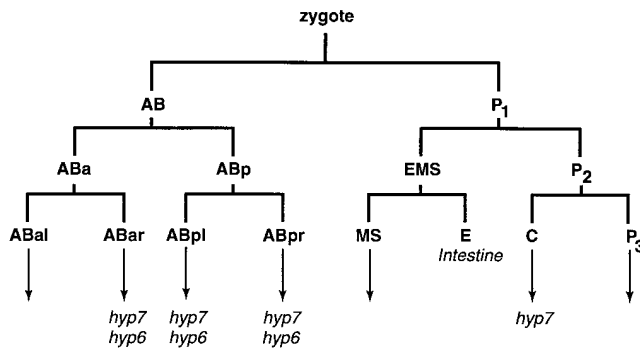 zygote
AB P1
ABa ABp EMS P2
ABal ABar ABpl ABpr MS E C P3
Intestine
hyp7 hyp7 hyp7 hyp7
hyp6 hyp6 hyp6